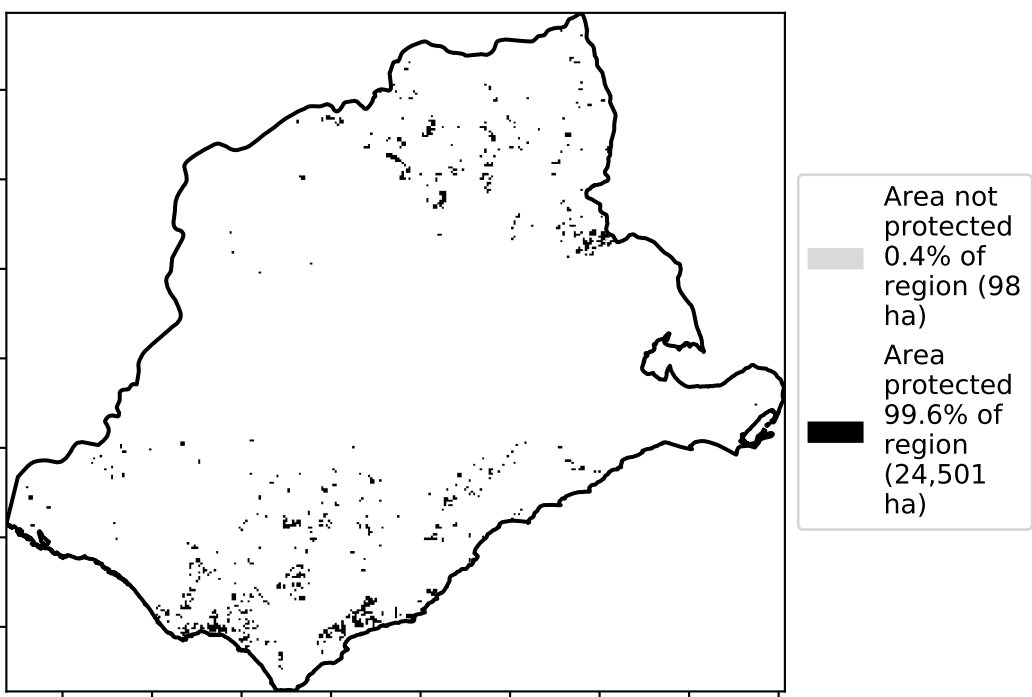 Area not
protected
0.4% of
region (98
ha)
Area
protected
99.6% of
region
(24,501
ha)